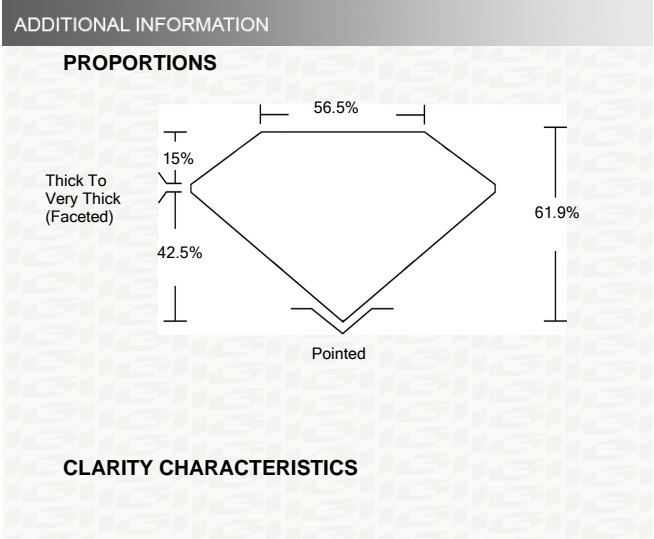 ADDITIONAL INFORMATION
PROPORTIONS
56.5%
15%
Thick To
Very Thick
(Faceted)
61.9%
42.5%
Pointed
CLARITY CHARACTERISTICS